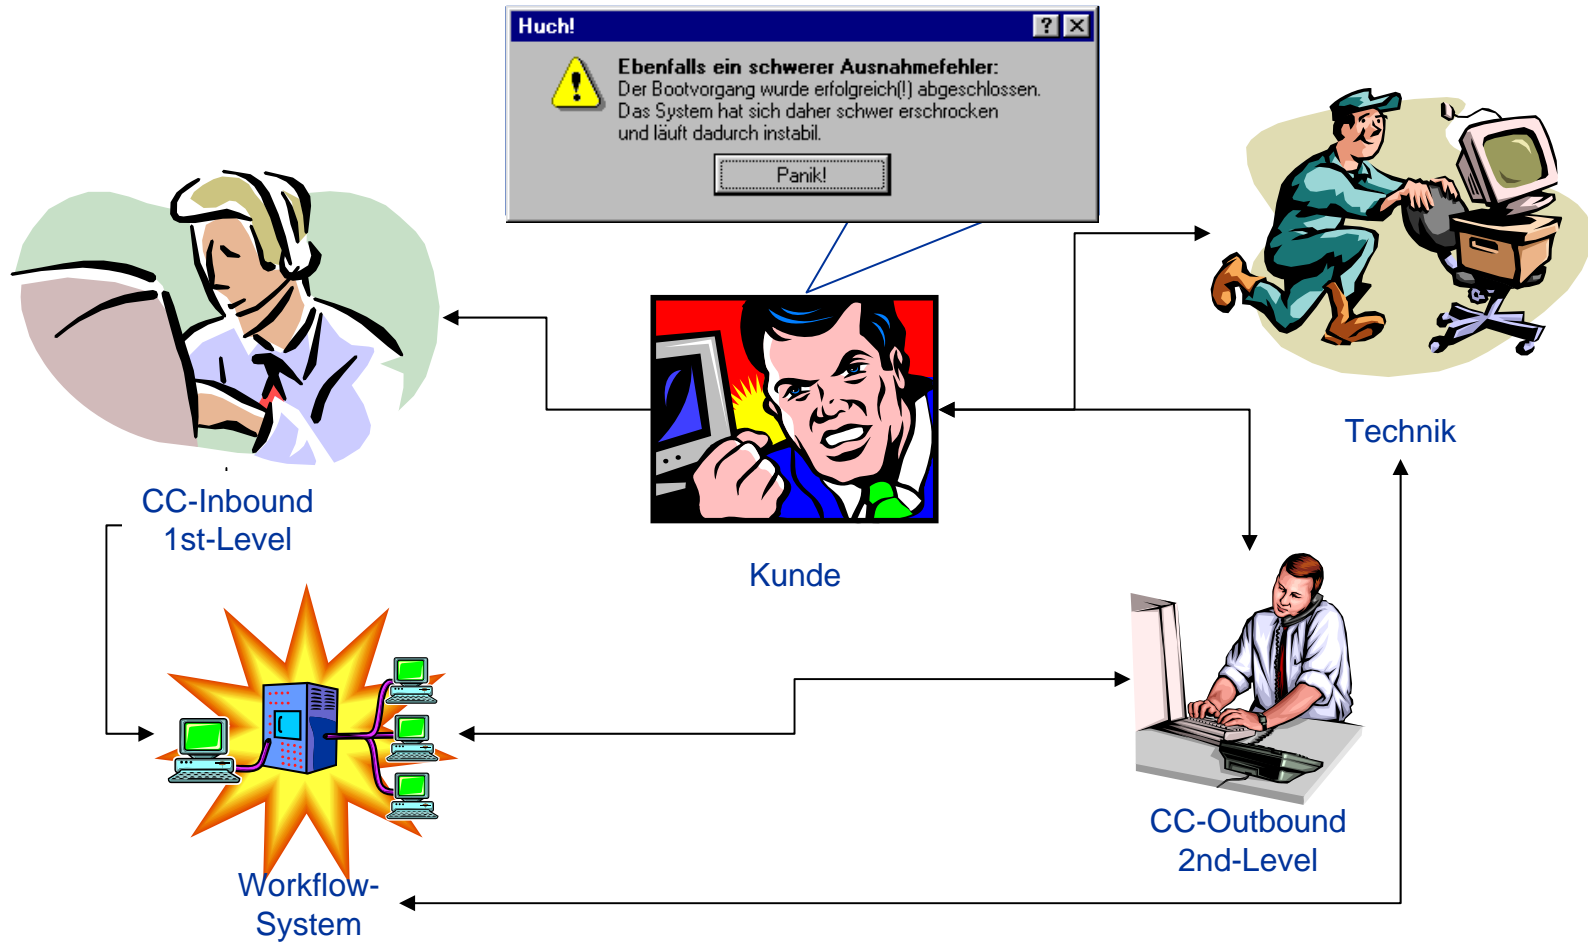 Huch!
Ebenfalls ein schwerer Ausnahmefehler:
Der Bootvorgang wurde erfolgreich(!) abgeschlossen.
Das System hat sich daher schwer erschrocken
und läuft dadurch instabil.
Panik!
Technik
CC-Inbound
1st-Level
Kunde
CC-Outbound
2nd-Level
Workflow-
System